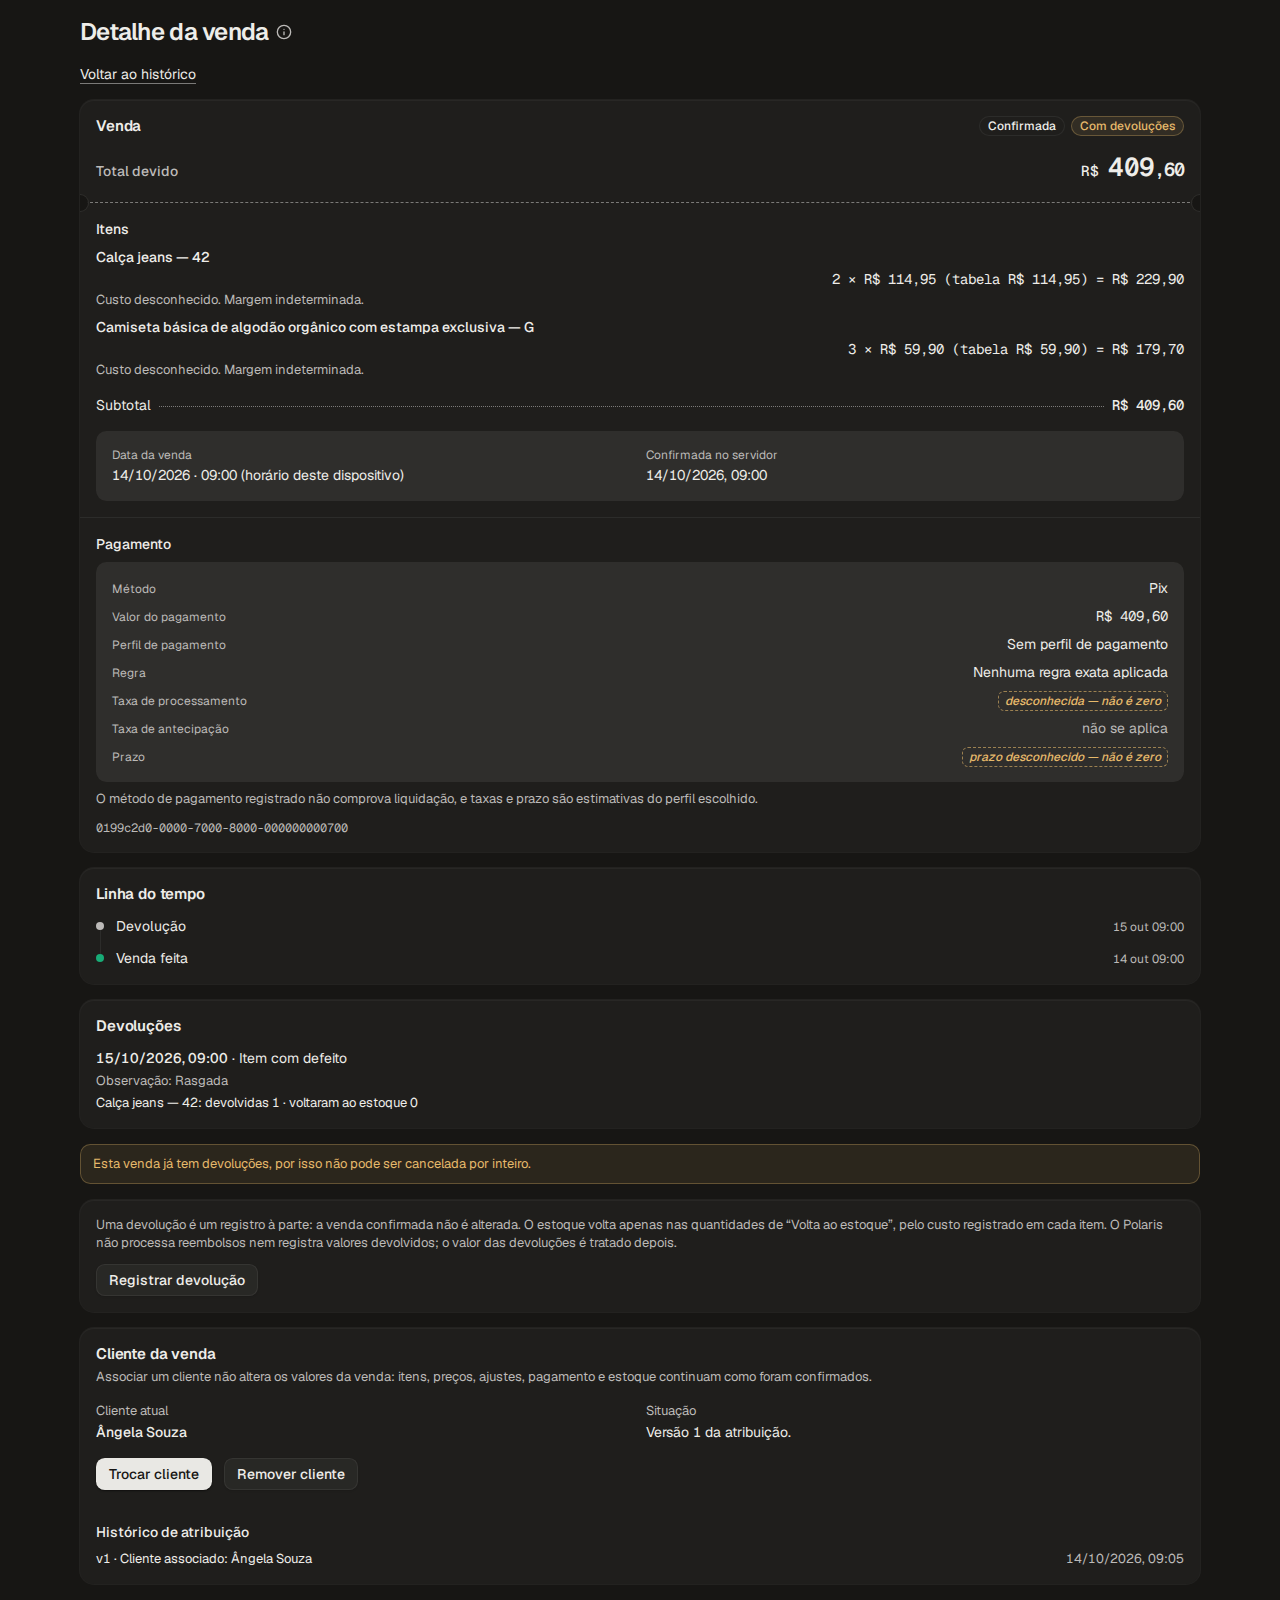 Detalhe da venda
Voltar ao histórico
Venda
Confirmada
Com devoluções
Total devido
R$ 409,60
Itens
Calça jeans — 42
2 × R$ 114,95 (tabela R$ 114,95) = R$ 229,90
Custo desconhecido. Margem indeterminada.
Camiseta básica de algodão orgânico com estampa exclusiva — G
3 × R$ 59,90 (tabela R$ 59,90) = R$ 179,70
Custo desconhecido. Margem indeterminada.
Subtotal R$ 409,60
Data da venda
14/10/2026 · 09:00 (horário deste dispositivo)
Confirmada no servidor
14/10/2026, 09:00
Pagamento
Método Pix
Valor do pagamento R$ 409,60
Perfil de pagamento Sem perfil de pagamento
Regra Nenhuma regra exata aplicada
Taxa de processamento desconhecida — não é zero
Taxa de antecipação não se aplica
Prazo prazo desconhecido — não é zero
O método de pagamento registrado não comprova liquidação, e taxas e prazo são estimativas do perfil escolhido.
0199c2d0-0000-7000-8000-000000000700
Linha do tempo
Devolução 15 out 09:00
Venda feita 14 out 09:00
Devoluções
15/10/2026, 09:00 · Item com defeito
Observação: Rasgada
Calça jeans — 42: devolvidas 1 · voltaram ao estoque 0
Esta venda já tem devoluções, por isso não pode ser cancelada por inteiro.
Uma devolução é um registro à parte: a venda confirmada não é alterada. O estoque volta apenas nas quantidades de “Volta ao estoque”, pelo custo registrado em cada item. O Polaris
não processa reembolsos nem registra valores devolvidos; o valor das devoluções é tratado depois.
Registrar devolução
Cliente da venda
Associar um cliente não altera os valores da venda: itens, preços, ajustes, pagamento e estoque continuam como foram confirmados.
Cliente atual
Ângela Souza
Situação
Versão 1 da atribuição.
Trocar cliente
Remover cliente
Histórico de atribuição
v1 · Cliente associado: Ângela Souza 14/10/2026, 09:05